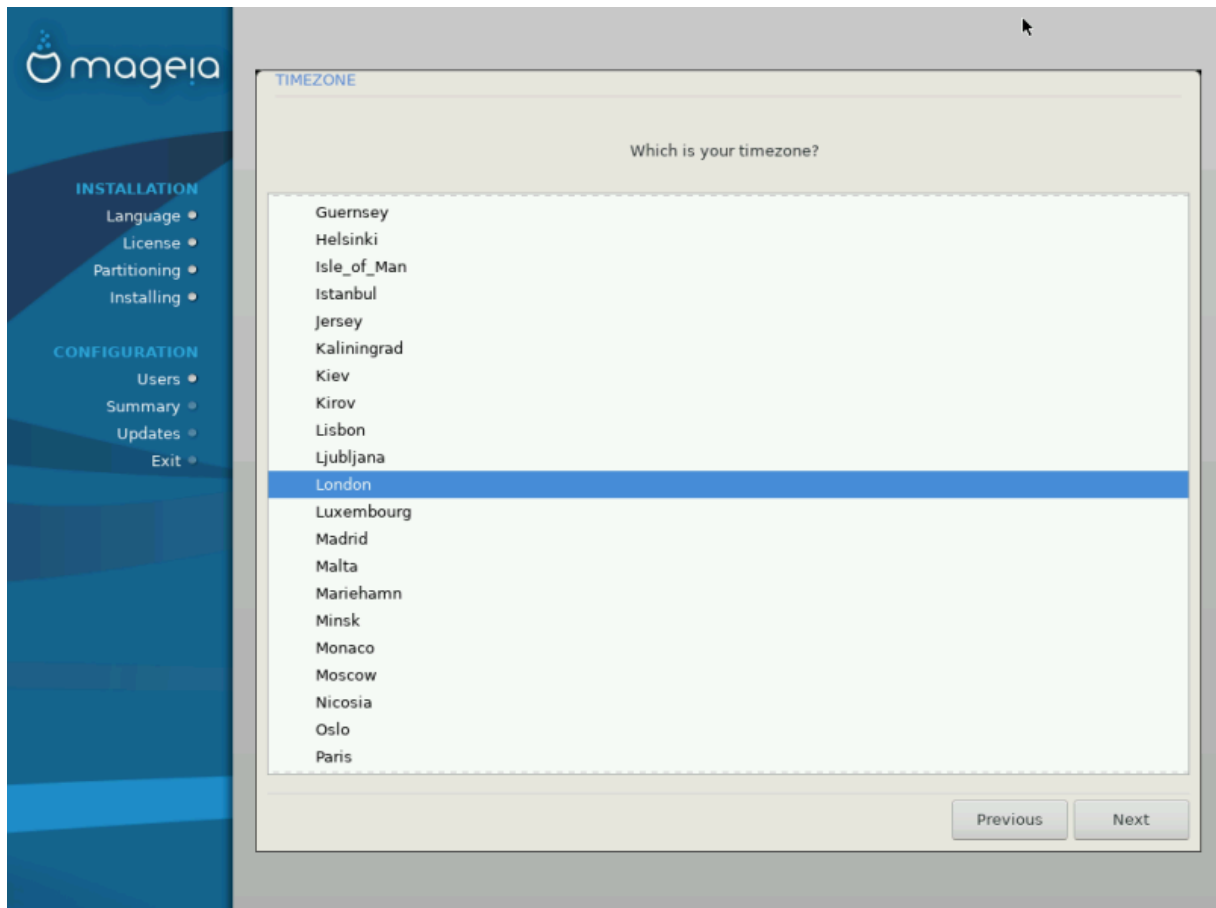 mageia
INSTALLATION
Language
License
Partitioning
Installing
CONFIGURATION
Users
Summary
Updates
Exit
TIMEZONE
Which is your timezone?
Guernsey
Helsinki
Isle_of_Man
Istanbul
Jersey
Kaliningrad
Kiev
Kirov
Lisbon
Ljubljana
London
Luxembourg
Madrid
Malta
Mariehamn
Minsk
Monaco
Moscow
Nicosia
Oslo
Paris
Previous
Next